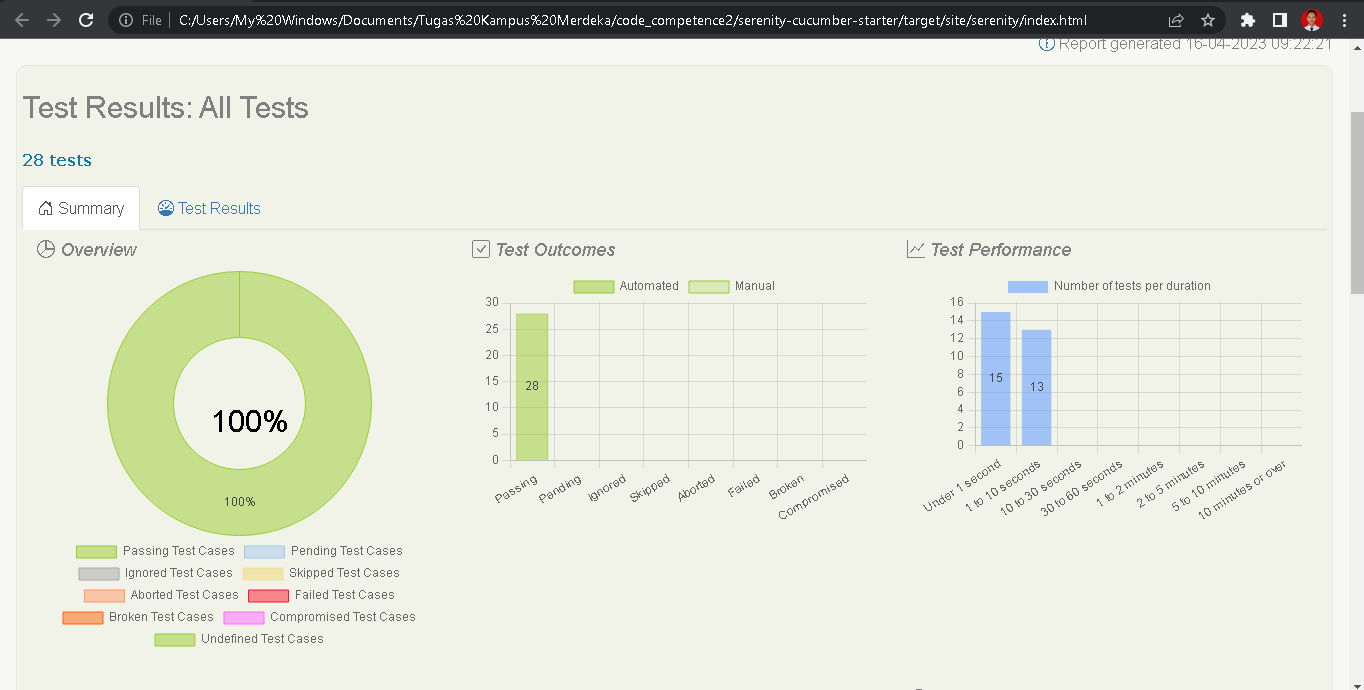 File
C:/Users/My%20Windows/Documents/Tugas%20Kampus%20Merdeka/code_competence2/serenity-cucumber-starter/target/site/serenity/index.html
Report generated 16-04-2023 09:22:21
Test Results: All Tests
28 tests
Summary
Test Results
Overview
100%
100%
Passing Test Cases
Pending Test Cases
Ignored Test Cases
Skipped Test Cases
Aborted Test Cases
Failed Test Cases
Broken Test Cases
Compromised Test Cases
Undefined Test Cases
Test Outcomes
Automated
Manual
30
25
20
15
10
5
0
28
Passing
Pending
Ignored
Skipped
Aborted
Failed
Broken
Compromised
Test Performance
Number of tests per duration
16
14
12
10
8
6
4
2
0
15
13
Under 1 second
1 to 10 seconds
10 to 30 seconds
30 to 60 seconds
1 to 2 minutes
2 to 5 minutes
5 to 10 minutes
10 minutes or over